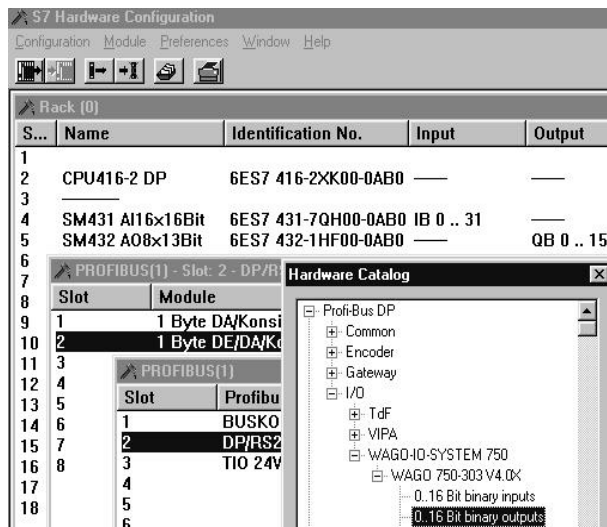 S7 Hardware Configuration
Configuration Module Preferences Window Help
Rack (0)
S... Name Identification No. Input Output
1
2 CPU416-2 DP 6ES7 416-2XK00-0AB0 —— ——
3 ——
4 SM431 AI16x16Bit 6ES7 431-7QH00-0AB0 IB 0 .. 31 ——
5 SM432 AO8x13Bit 6ES7 432-1HF00-0AB0 —— QB 0 .. 15
6
7
8
9
10
11
12
13
14
15
16
17
18
PROFIBUS(1) - Slot: 2 - DP/R
Slot Module
1 1 Byte DA/Konsi
2 1 Byte DE/DA/Ko
3
4
5
6
7
8
PROFIBUS(1)
Slot Profibu
1 BUSKO
2 DP/RS2
3 TIO 24V
4
5
6
Hardware Catalog
Profi-Bus DP
Common
Encoder
Gateway
I/O
TdF
VIPA
WAGO-IO-SYSTEM 750
WAGO 750-303 V4.0X
0..16 Bit binary inputs
0..16 Bit binary outputs